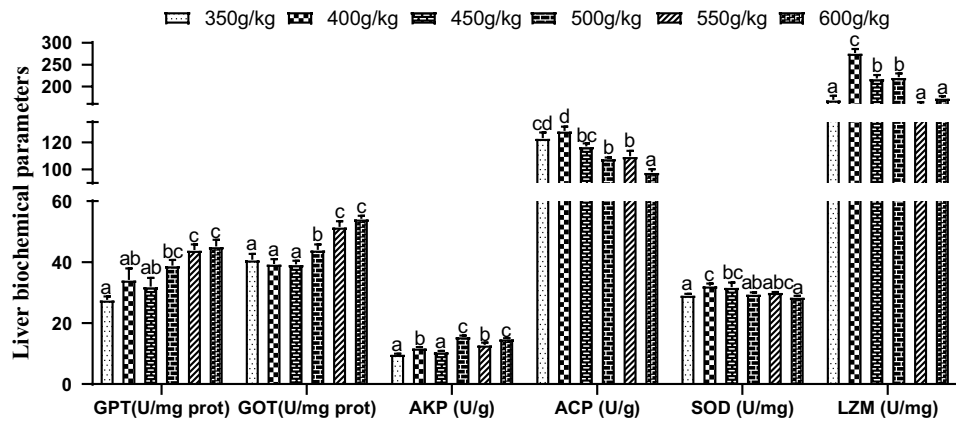 350g/kg 400g/kg 450g/kg 500g/kg 550g/kg 600g/kg
Liver biochemical parameters
300
250
200
120
100
60
40
20
0
a ab ab bc c c
a a a b c c
a b a c b c
cd d bc b b a
a c bc ab abc a
a c b b a a
GPT(U/mg prot) GOT(U/mg prot) AKP (U/g) ACP (U/g) SOD (U/mg) LZM (U/mg)